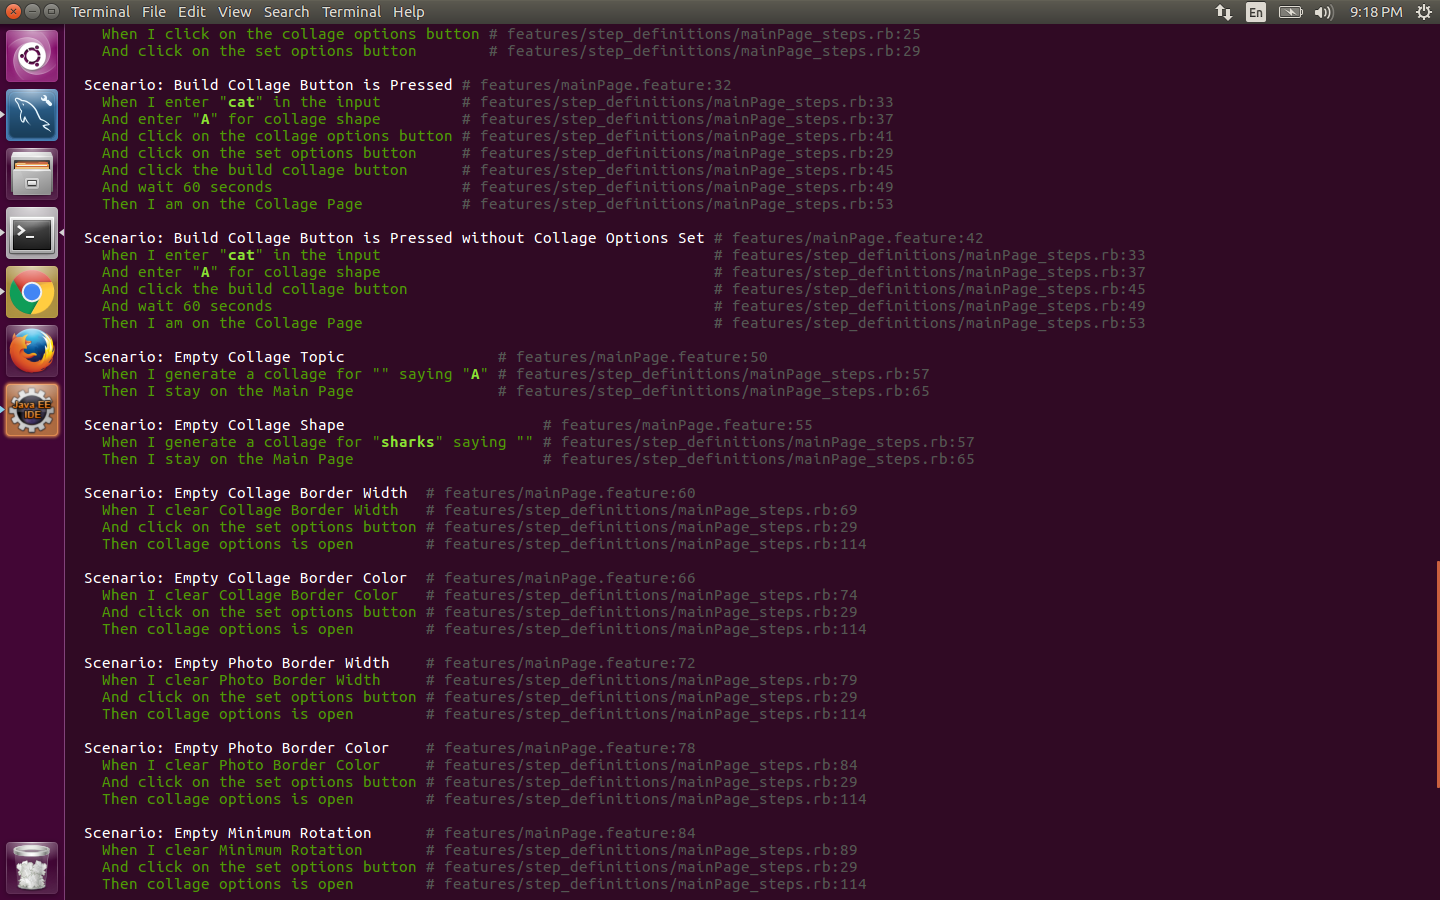 Terminal File Edit View Search Terminal Help En 9:18 PM
When I click on the collage options button # features/step_definitions/mainPage_steps.rb:25
And click on the set options button # features/step_definitions/mainPage_steps.rb:29
Scenario: Build Collage Button is Pressed # features/mainPage.feature:32
When I enter "cat" in the input # features/step_definitions/mainPage_steps.rb:33
And enter "A" for collage shape # features/step_definitions/mainPage_steps.rb:37
And click on the collage options button # features/step_definitions/mainPage_steps.rb:41
And click on the set options button # features/step_definitions/mainPage_steps.rb:29
And click the build collage button # features/step_definitions/mainPage_steps.rb:45
And wait 60 seconds # features/step_definitions/mainPage_steps.rb:49
Then I am on the Collage Page # features/step_definitions/mainPage_steps.rb:53
Scenario: Build Collage Button is Pressed without Collage Options Set # features/mainPage.feature:42
When I enter "cat" in the input # features/step_definitions/mainPage_steps.rb:33
And enter "A" for collage shape # features/step_definitions/mainPage_steps.rb:37
And click the build collage button # features/step_definitions/mainPage_steps.rb:45
And wait 60 seconds # features/step_definitions/mainPage_steps.rb:49
Then I am on the Collage Page # features/step_definitions/mainPage_steps.rb:53
Scenario: Empty Collage Topic # features/mainPage.feature:50
When I generate a collage for "" saying "A" # features/step_definitions/mainPage_steps.rb:57
Then I stay on the Main Page # features/step_definitions/mainPage_steps.rb:65
Scenario: Empty Collage Shape # features/mainPage.feature:55
When I generate a collage for "sharks" saying "" # features/step_definitions/mainPage_steps.rb:57
Then I stay on the Main Page # features/step_definitions/mainPage_steps.rb:65
Scenario: Empty Collage Border Width # features/mainPage.feature:60
When I clear Collage Border Width # features/step_definitions/mainPage_steps.rb:69
And click on the set options button # features/step_definitions/mainPage_steps.rb:29
Then collage options is open # features/step_definitions/mainPage_steps.rb:114
Scenario: Empty Collage Border Color # features/mainPage.feature:66
When I clear Collage Border Color # features/step_definitions/mainPage_steps.rb:74
And click on the set options button # features/step_definitions/mainPage_steps.rb:29
Then collage options is open # features/step_definitions/mainPage_steps.rb:114
Scenario: Empty Photo Border Width # features/mainPage.feature:72
When I clear Photo Border Width # features/step_definitions/mainPage_steps.rb:79
And click on the set options button # features/step_definitions/mainPage_steps.rb:29
Then collage options is open # features/step_definitions/mainPage_steps.rb:114
Scenario: Empty Photo Border Color # features/mainPage.feature:78
When I clear Photo Border Color # features/step_definitions/mainPage_steps.rb:84
And click on the set options button # features/step_definitions/mainPage_steps.rb:29
Then collage options is open # features/step_definitions/mainPage_steps.rb:114
Scenario: Empty Minimum Rotation # features/mainPage.feature:84
When I clear Minimum Rotation # features/step_definitions/mainPage_steps.rb:89
And click on the set options button # features/step_definitions/mainPage_steps.rb:29
Then collage options is open # features/step_definitions/mainPage_steps.rb:114
Java EE
IDE